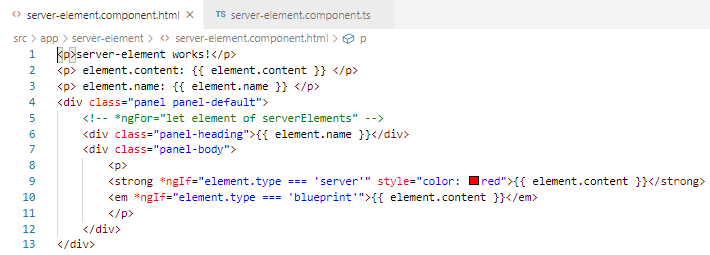 <> server-element.component.html × TS server-element.component.ts
src > app > server-element > <> server-element.component.html > p
1 <p>server-element works!</p>
2 <p> element.content: {{ element.content }} </p>
3 <p> element.name: {{ element.name }} </p>
4 <div class="panel panel-default">
5 <!-- *ngFor="let element of serverElements" -->
6 <div class="panel-heading">{{ element.name }}</div>
7 <div class="panel-body">
8 <p>
9 <strong *ngIf="element.type === 'server'" style="color: red">{{ element.content }}</strong>
10 <em *ngIf="element.type === 'blueprint'">{{ element.content }}</em>
11 </p>
12 </div>
13 </div>